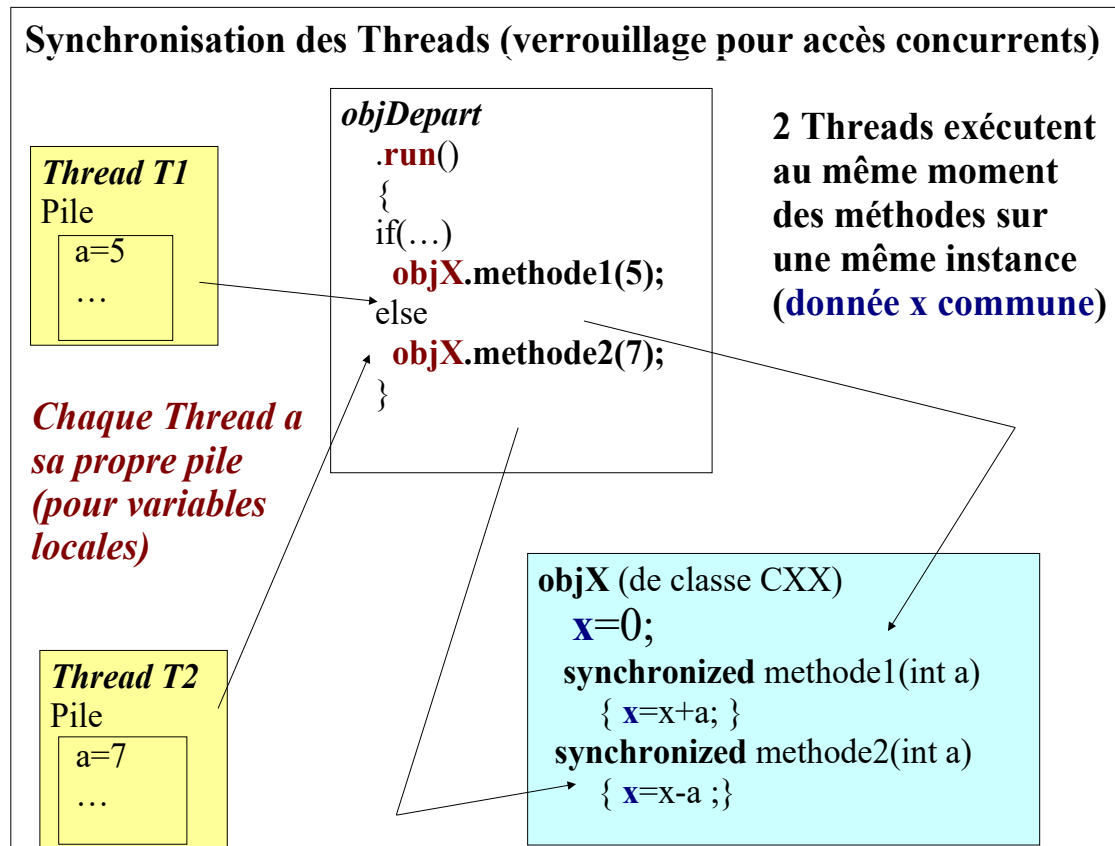 Synchronisation des Threads (verrouillage pour accès concurrents)
Thread T1
Pile
a=5
…
objDepart
.run()
{
if(…)
objX.methode1(5);
else
objX.methode2(7);
}
2 Threads exécutent
au même moment
des méthodes sur
une même instance
(donnée x commune)
Chaque Thread a
sa propre pile
(pour variables
locales)
Thread T2
Pile
a=7
…
objX (de classe CXX)
x=0;
synchronized methode1(int a)
{ x=x+a; }
synchronized methode2(int a)
{ x=x-a ;}